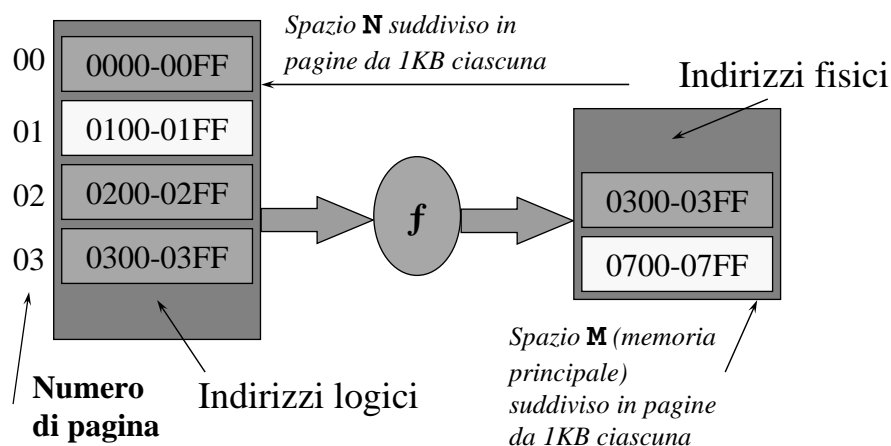 Spazio N suddiviso in
pagine da 1KB ciascuna
Indirizzi fisici
00
0000-00FF
01
0100-01FF
02
0200-02FF
03
0300-03FF
f
0300-03FF
0700-07FF
Numero
di pagina
Indirizzi logici
Spazio M (memoria
principale)
suddiviso in pagine
da 1KB ciascuna